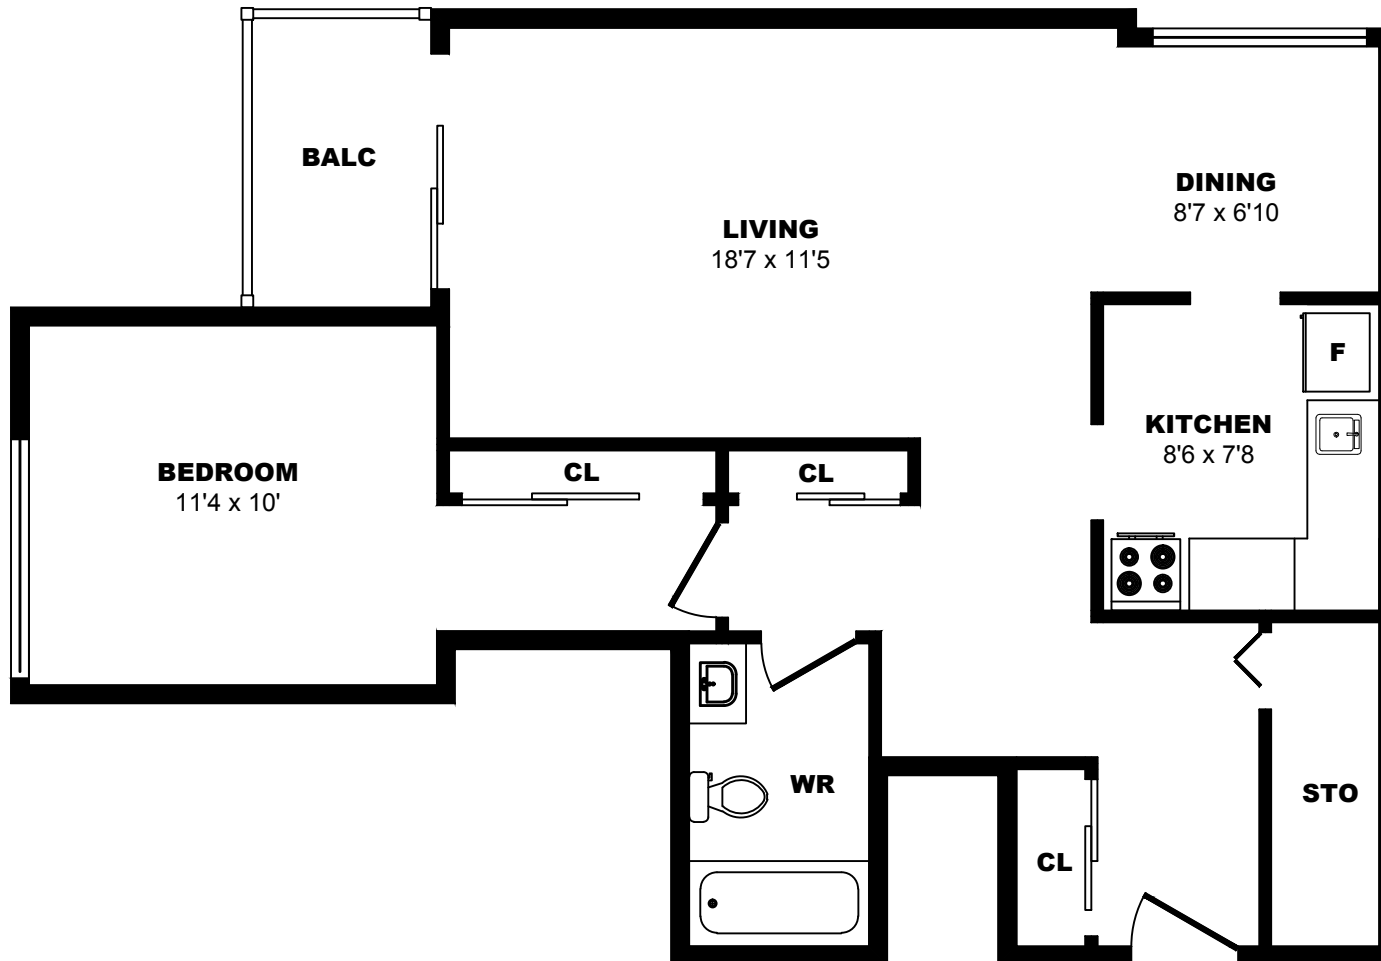 BALC
DINING
8'7 x 6'10
LIVING
18'7 x 11'5
F
KITCHEN
8'6 x 7'8
BEDROOM
11'4 x 10'
CL
CL
WR
STO
CL